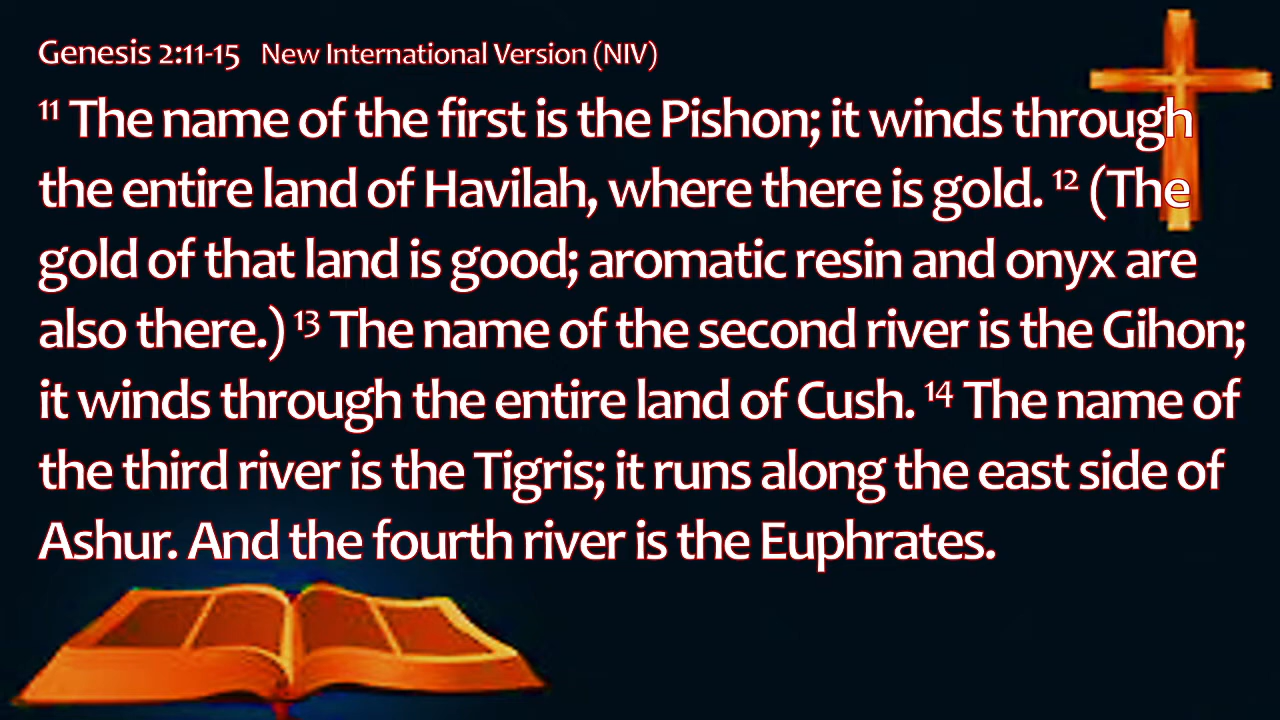 Genesis 2:11-15 New International Version (NIV)
11 The name of the first is the Pishon; it winds through
the entire land of Havilah, where there is gold. 12 (The
gold of that land is good; aromatic resin and onyx are
also there.) 13 The name of the second river is the Gihon;
it winds through the entire land of Cush. 14 The name of
the third river is the Tigris; it runs along the east side of
Ashur. And the fourth river is the Euphrates.